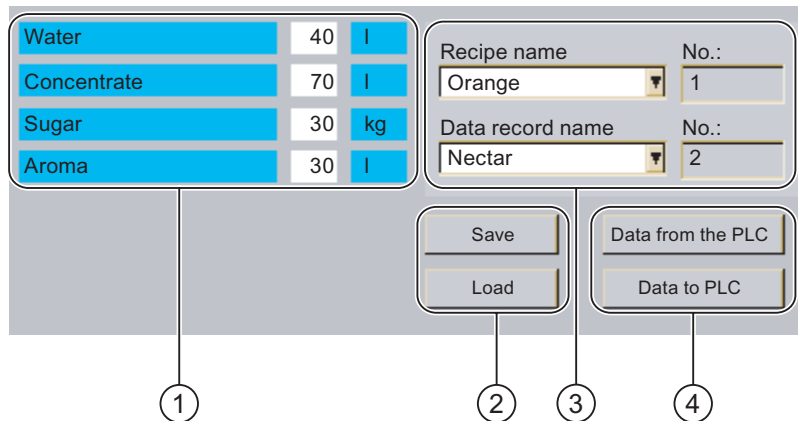 Water 40 l
Concentrate 70 l
Sugar 30 kg
Aroma 30 l
Recipe name No.:
Orange 1
Data record name No.:
Nectar 2
Save Data from the PLC
Load Data to PLC
1 2 3 4